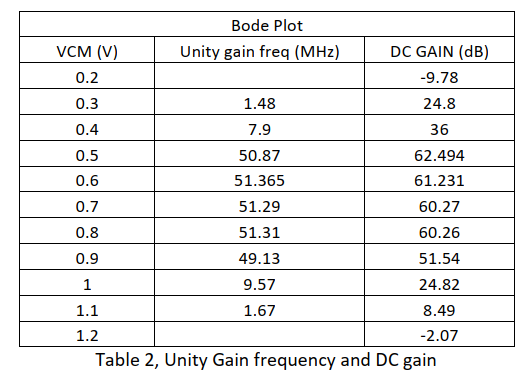 Bode Plot
VCM (V) Unity gain freq (MHz) DC GAIN (dB)
0.2 -9.78
0.3 1.48 24.8
0.4 7.9 36
0.5 50.87 62.494
0.6 51.365 61.231
0.7 51.29 60.27
0.8 51.31 60.26
0.9 49.13 51.54
1 9.57 24.82
1.1 1.67 8.49
1.2 -2.07
Table 2, Unity Gain frequency and DC gain